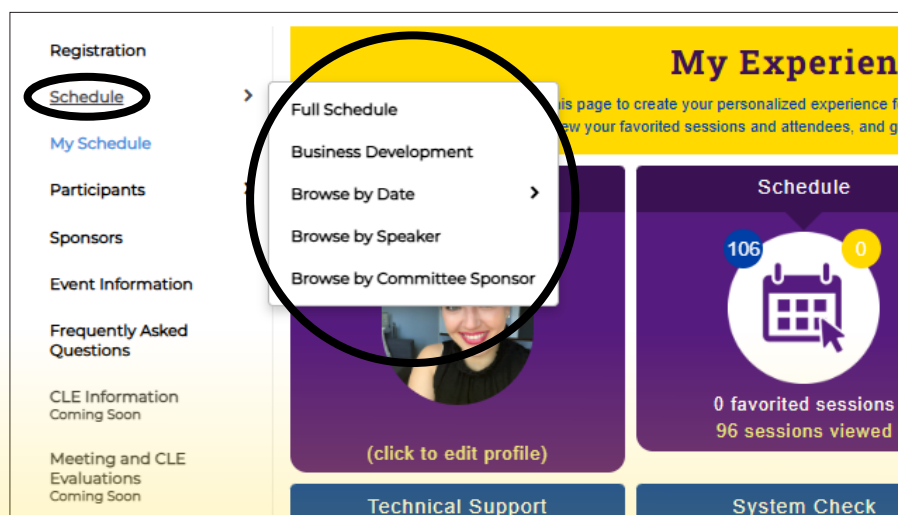 Registration
Schedule
My Schedule
Participants
Sponsors
Event Information
Frequently Asked
Questions
CLE Information
Coming Soon
Meeting and CLE
Evaluations
Coming Soon
Full Schedule
Business Development
Browse by Date
Browse by Speaker
Browse by Committee Sponsor
My Experien
is page to create your personalized experience f
ew your favorited sessions and attendees, and g
(click to edit profile)
Schedule
106
0
0 favorited sessions
96 sessions viewed
Technical Support
System Check